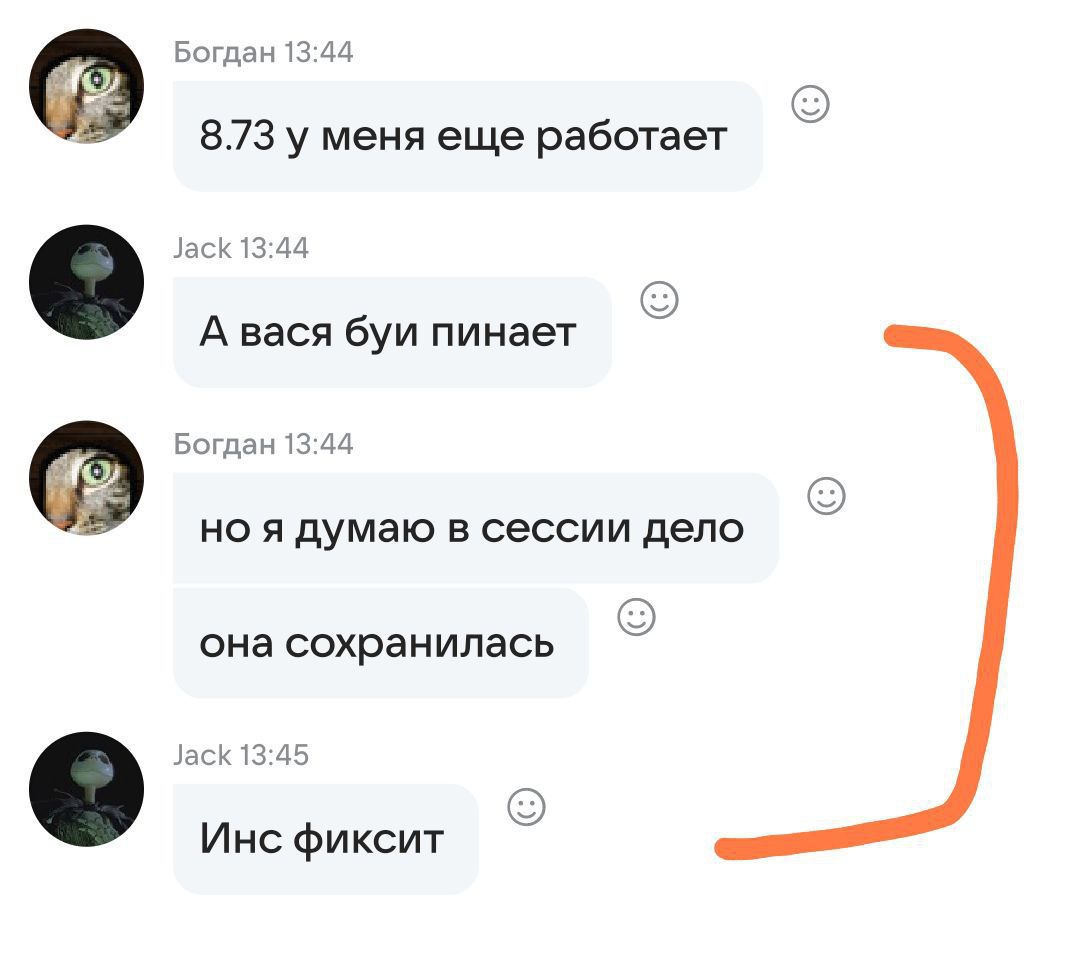 Богдан 13:44
8.73 у меня еще работает
Jack 13:44
А вася буи пинает
Богдан 13:44
но я думаю в сессии дело
она сохранилась
Jack 13:45
Инс фиксит